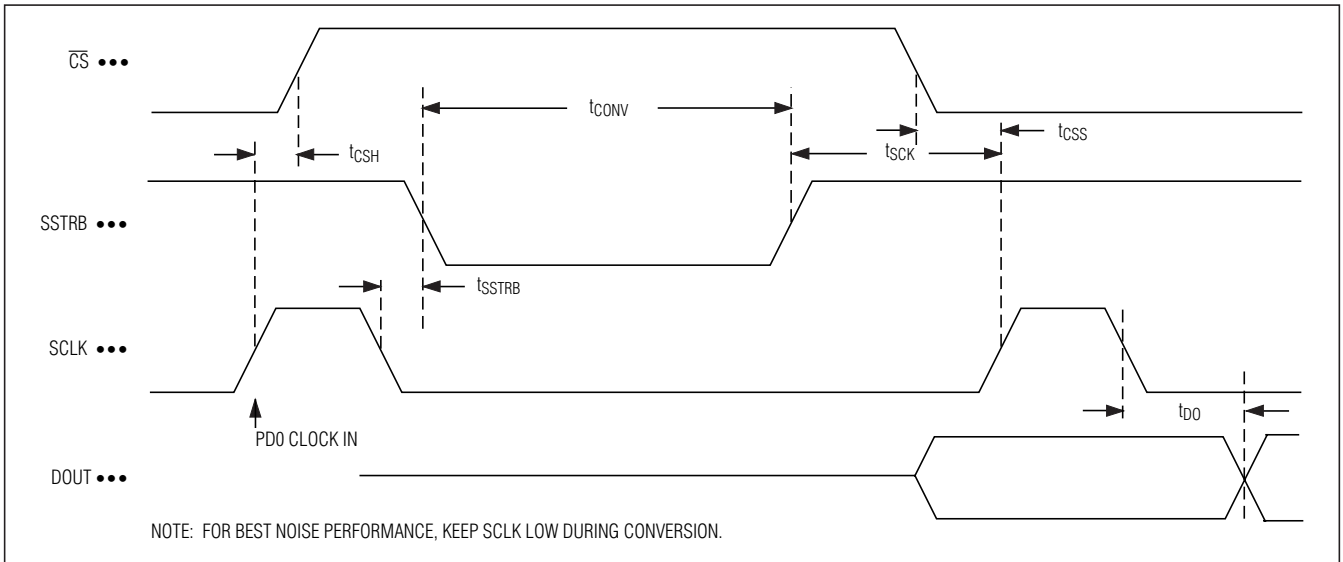 C̅S̅ •••
tCONV
tCSS
tCSH
tSCK
SSTRB •••
tSSTRB
SCLK •••
tDO
PD0 CLOCK IN
DOUT •••
NOTE: FOR BEST NOISE PERFORMANCE, KEEP SCLK LOW DURING CONVERSION.